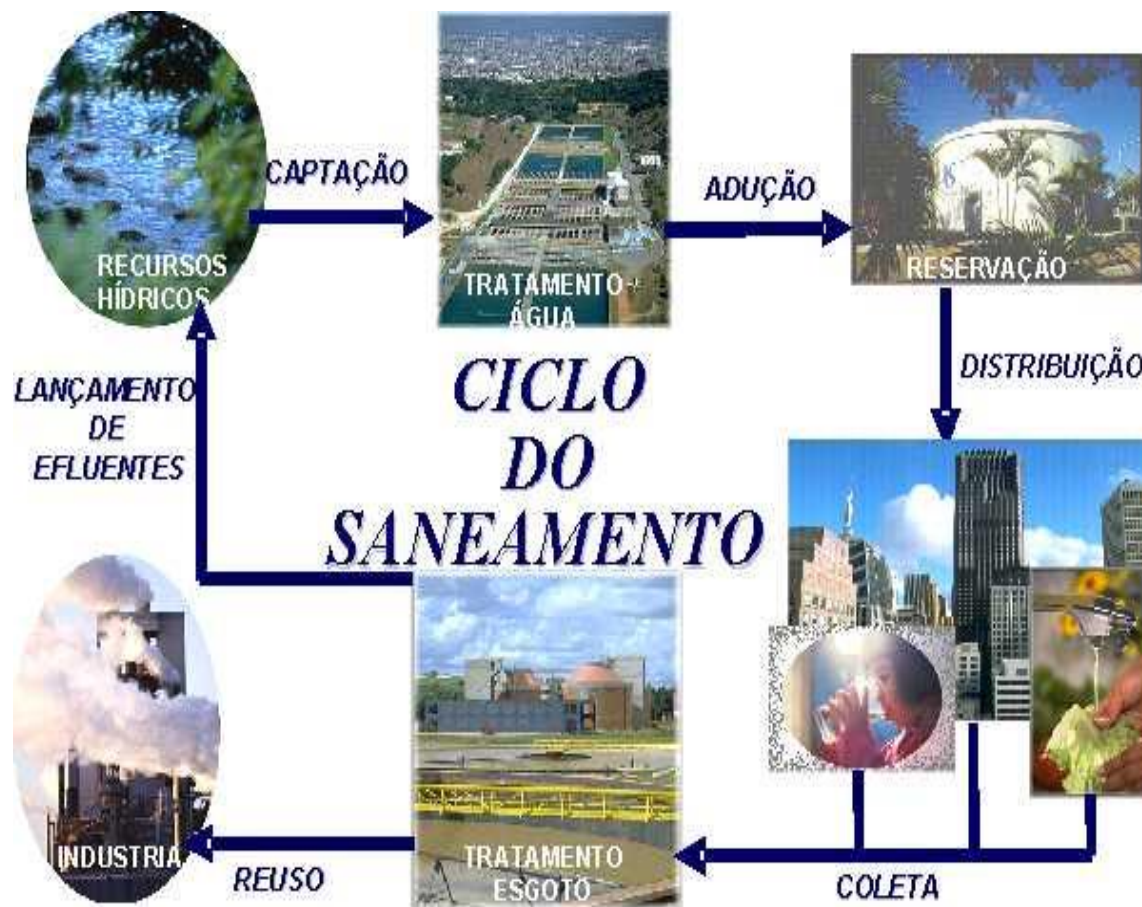 CAPTAÇÃO
ADUÇÃO
RECURSOS
HÍDRICOS
TRATAMENTO
ÁGUA
RESERVAÇÃO
DISTRIBUIÇÃO
LANÇAMENTO
DE
EFLUENTES
CICLO
DO
SANEAMENTO
INDUSTRIA
REUSO
TRATAMENTO
ESGOTO
COLETA